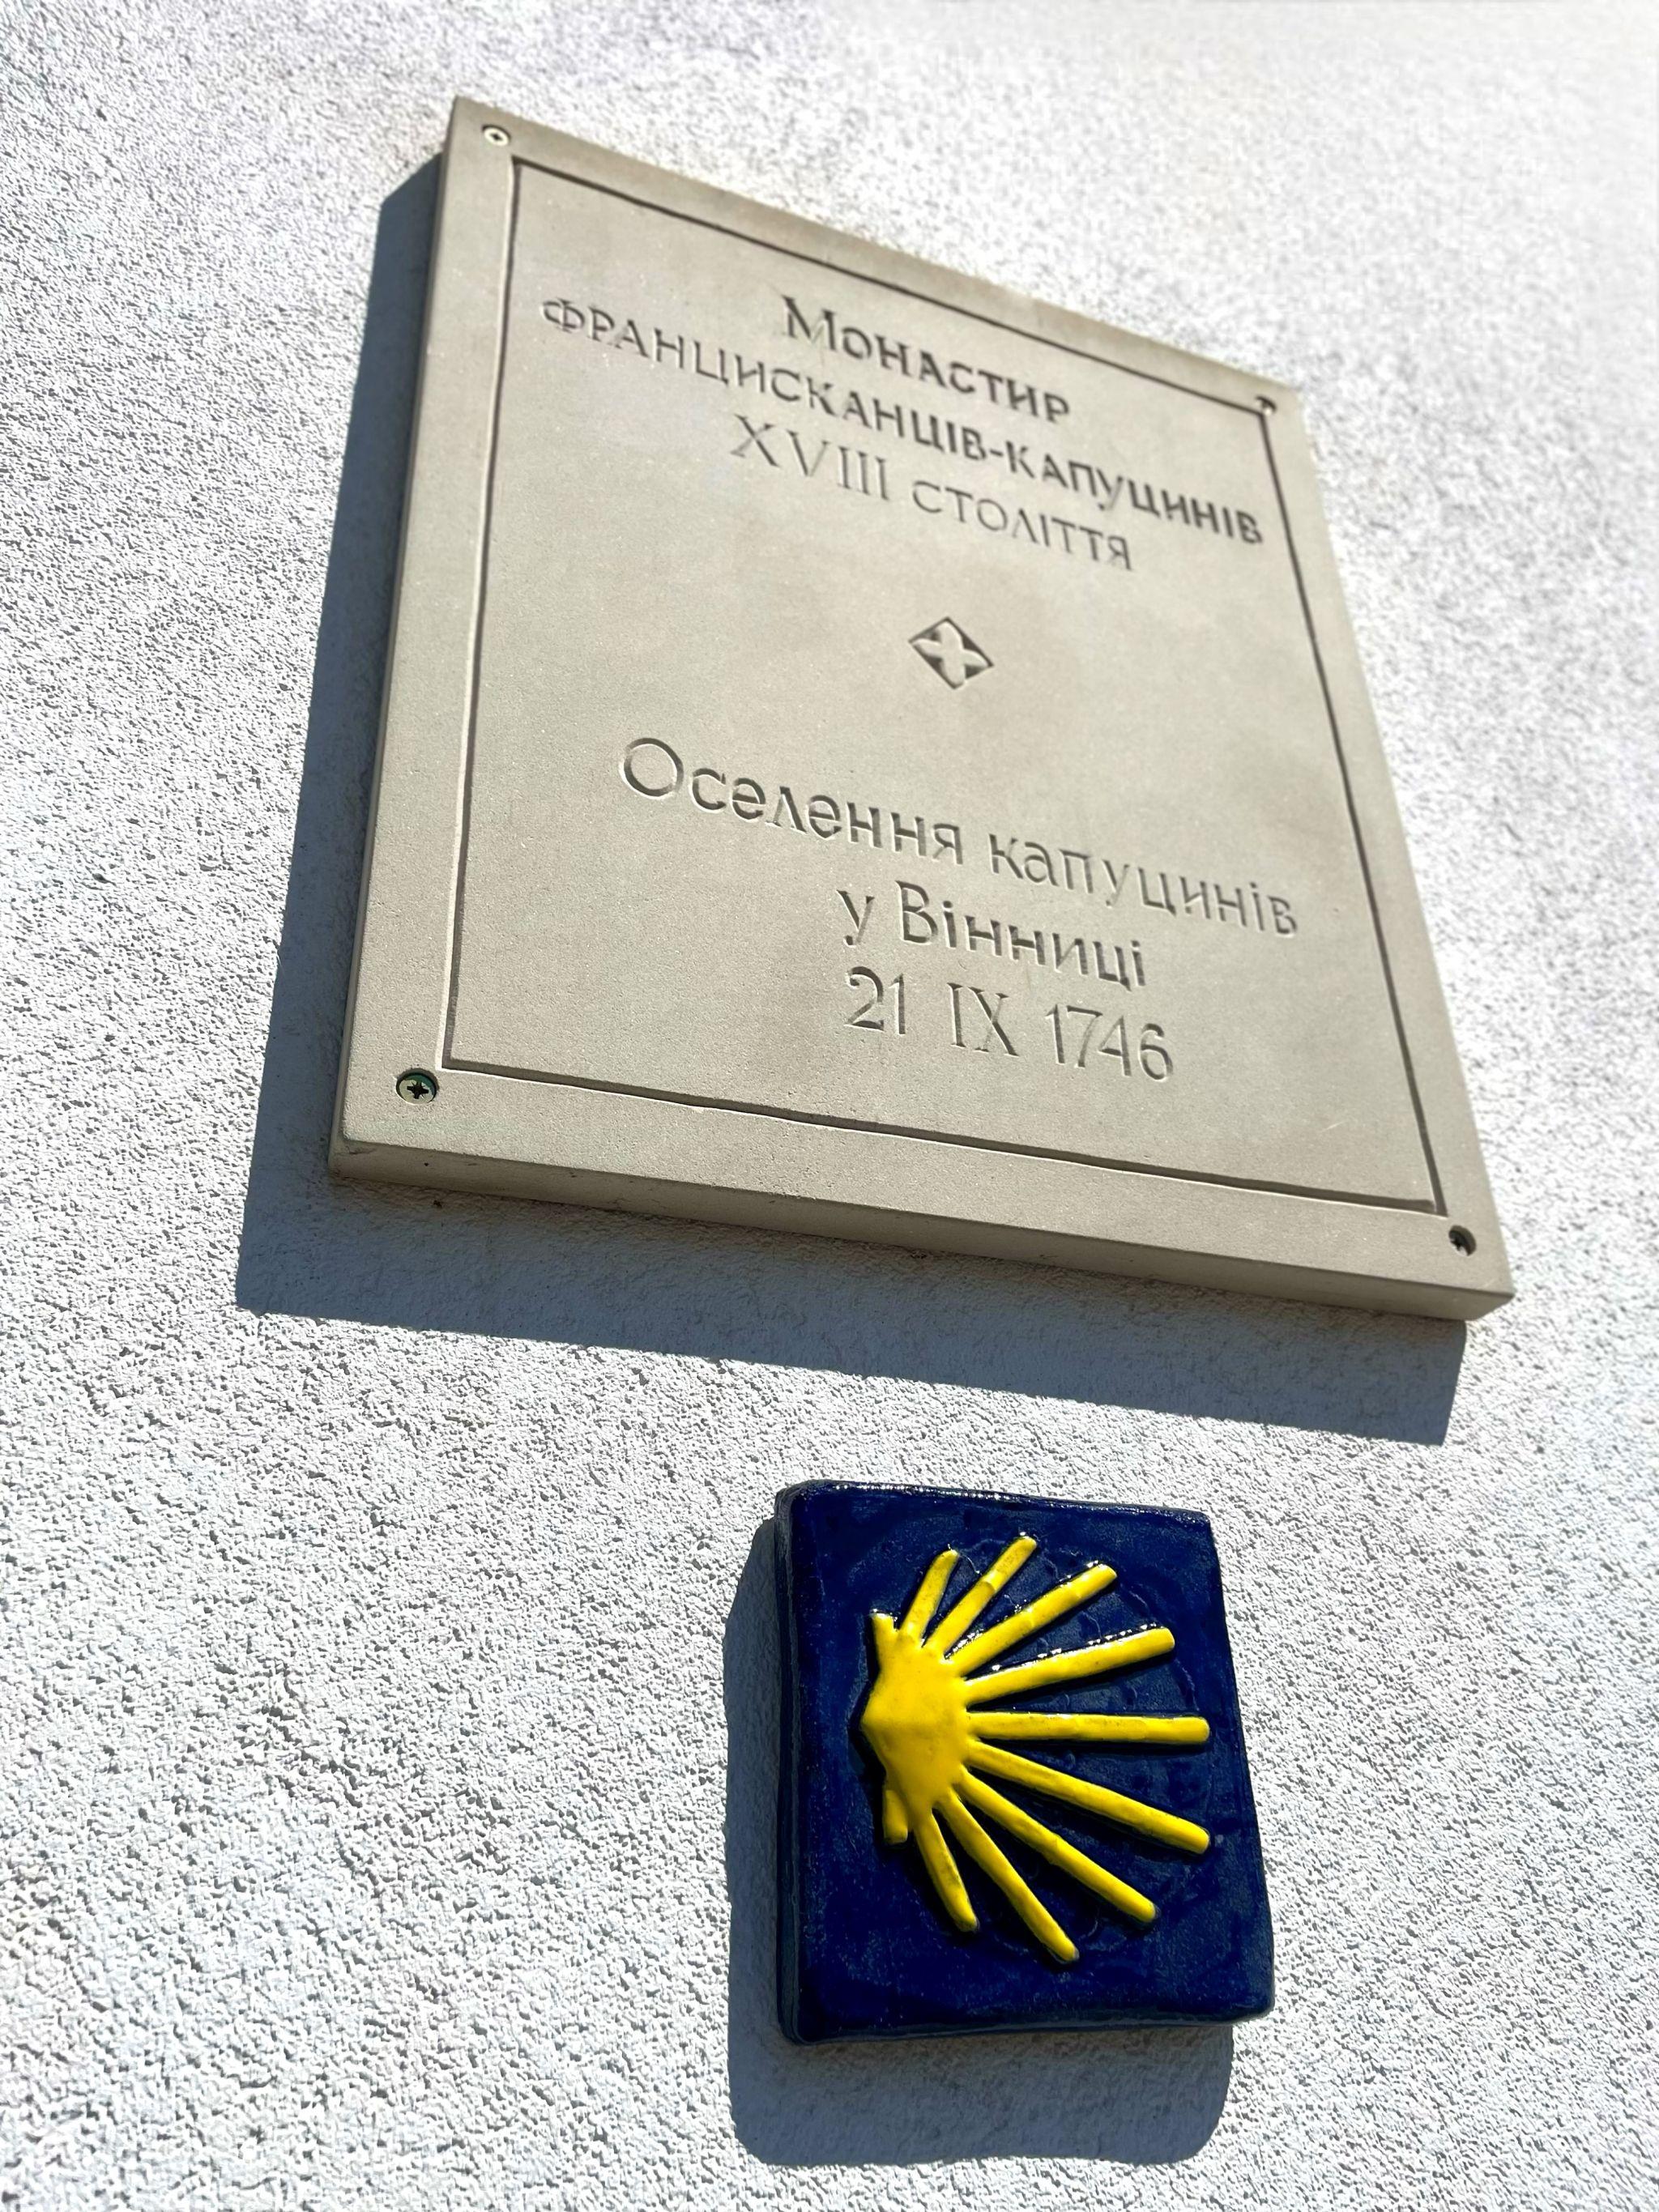 Монастир
францисканців-капуцинів
XVIII століття
Оселення капуцинів
у Вінниці
21 IX 1746